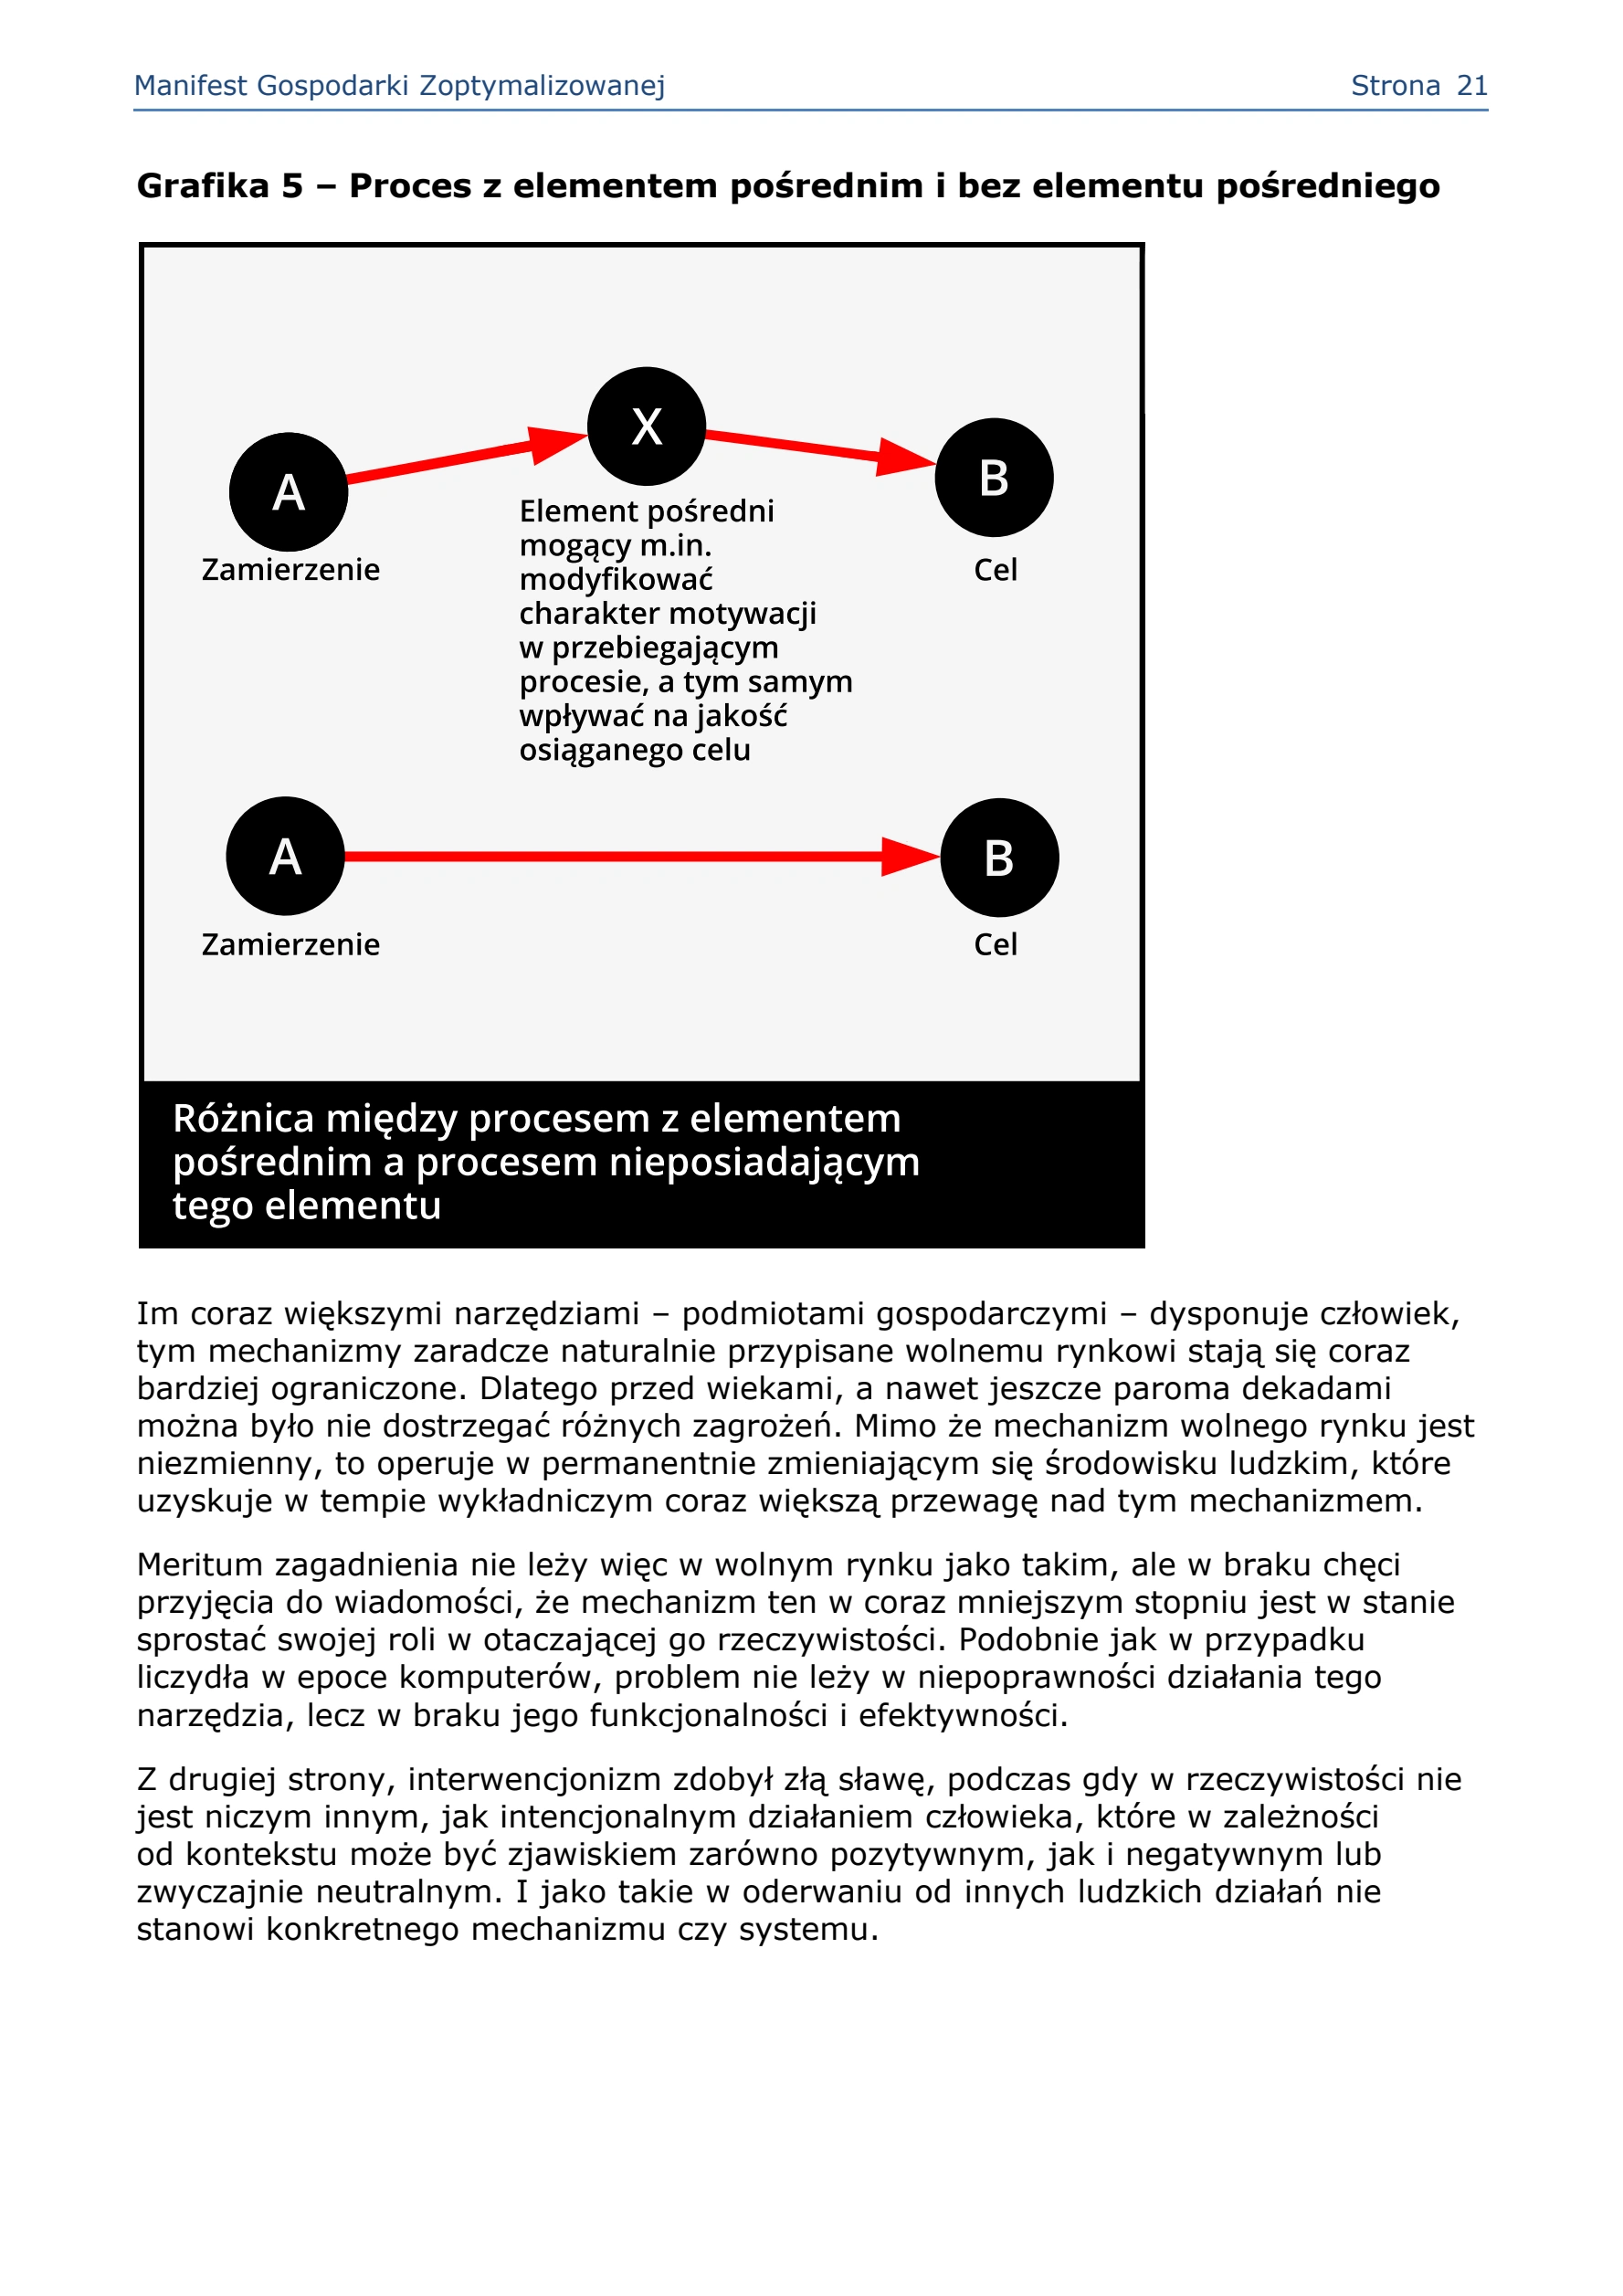 Manifest Gospodarki Zoptymalizowanej Strona 21
Grafika 5 – Proces z elementem pośrednim i bez elementu pośredniego
X
A
B
Zamierzenie
Element pośredni
mogący m.in.
modyfikować
charakter motywacji
w przebiegającym
procesie, a tym samym
wpływać na jakość
osiąganego celu
Cel
A
B
Zamierzenie
Cel
Różnica między procesem z elementem
pośrednim a procesem nieposiadającym
tego elementu
Im coraz większymi narzędziami – podmiotami gospodarczymi – dysponuje człowiek,
tym mechanizmy zaradcze naturalnie przypisane wolnemu rynkowi stają się coraz
bardziej ograniczone. Dlatego przed wiekami, a nawet jeszcze paroma dekadami
można było nie dostrzegać różnych zagrożeń. Mimo że mechanizm wolnego rynku jest
niezmienny, to operuje w permanentnie zmieniającym się środowisku ludzkim, które
uzyskuje w tempie wykładniczym coraz większą przewagę nad tym mechanizmem.
Meritum zagadnienia nie leży więc w wolnym rynku jako takim, ale w braku chęci
przyjęcia do wiadomości, że mechanizm ten w coraz mniejszym stopniu jest w stanie
sprostać swojej roli w otaczającej go rzeczywistości. Podobnie jak w przypadku
liczydła w epoce komputerów, problem nie leży w niepoprawności działania tego
narzędzia, lecz w braku jego funkcjonalności i efektywności.
Z drugiej strony, interwencjonizm zdobył złą sławę, podczas gdy w rzeczywistości nie
jest niczym innym, jak intencjonalnym działaniem człowieka, które w zależności
od kontekstu może być zjawiskiem zarówno pozytywnym, jak i negatywnym lub
zwyczajnie neutralnym. I jako takie w oderwaniu od innych ludzkich działań nie
stanowi konkretnego mechanizmu czy systemu.